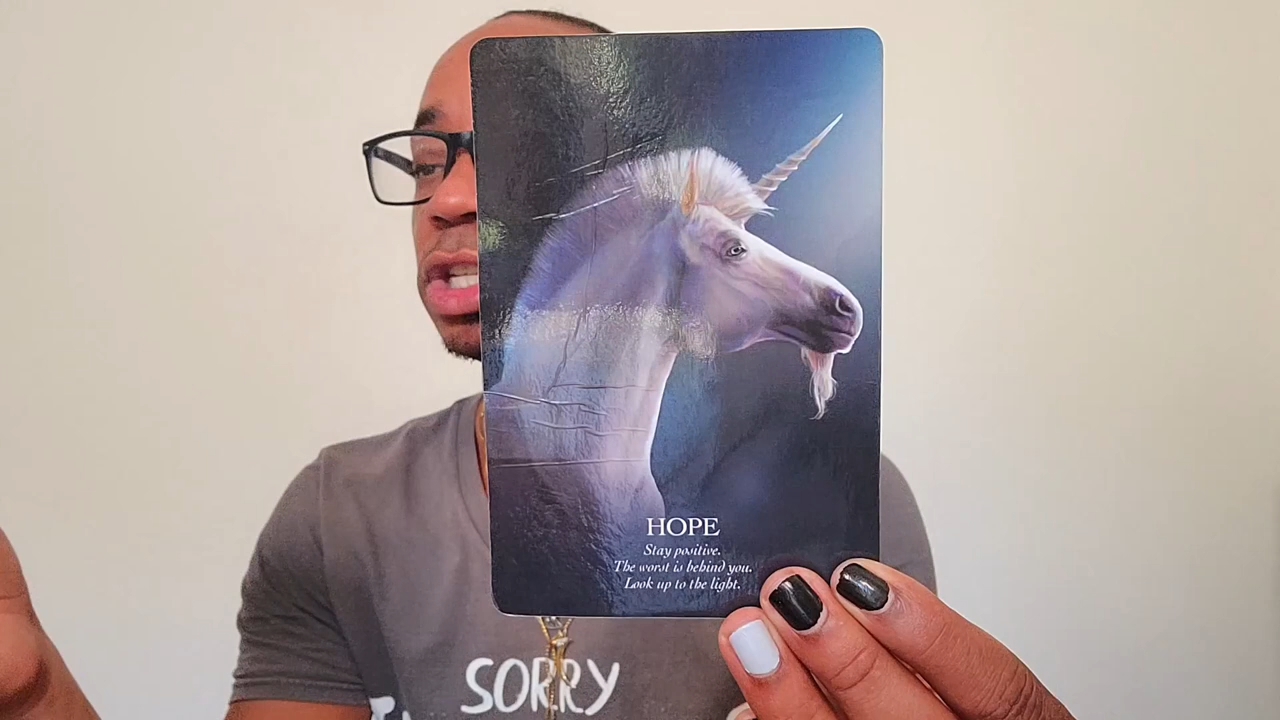 HOPE
Stay positive.
The worst is behind you.
Look up to the light.
SORRY